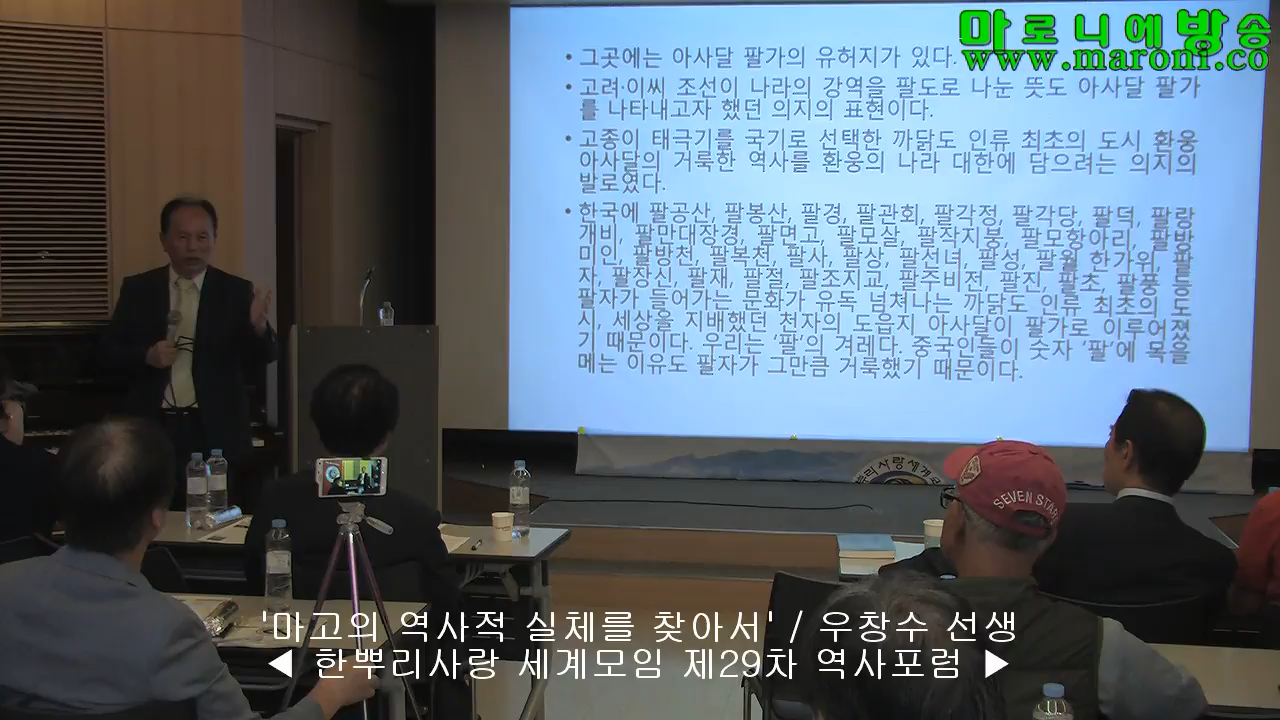 마로니에방송
www.maroni.co
• 그곳에는 아사달 팔가의 유허지가 있다.
• 고려·이씨 조선이 나라의 강역을 팔도로 나눈 뜻도 아사달 팔가
를 나타내고자 했던 의지의 표현이다.
• 고종이 태극기를 국기로 선택한 까닭도 인류 최초의 도시 환웅
아사달의 거룩한 역사를 환웅의 나라 대한에 담으려는 의지의
발로였다.
• 한국에 팔공산, 팔봉산, 팔경, 팔관회, 팔각정, 팔각당, 팔덕, 팔랑
개비, 팔만대장경, 팔면고, 팔모살, 팔작지붕, 팔모항아리, 팔방
미인, 팔방천, 팔복천, 팔사, 팔상, 팔선녀, 팔성, 팔월 한가위, 팔
자, 팔장신, 팔재, 팔절, 팔조지교, 팔주비전, 팔진, 팔초, 팔풍 등
팔자가 들어가는 문화가 유독 넘쳐나는 까닭도 인류 최초의 도
시, 세상을 지배했던 천자의 도읍지 아사달이 팔가로 이루어졌
기 때문이다. 우리는 '팔'의 겨레다. 중국인들이 숫자 '팔'에 목을
메는 이유도 팔자가 그만큼 거룩했기 때문이다.
뿌리사랑세계
SEVEN STAR
'마고의 역사적 실체를 찾아서' / 우창수 선생
◀ 한뿌리사랑 세계모임 제29차 역사포럼 ▶